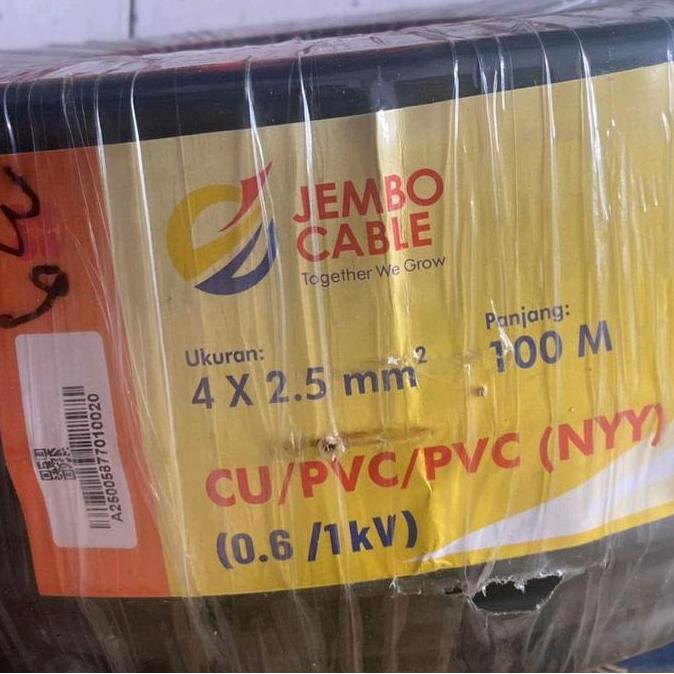 JEMBO
CABLE
Together We Grow
Ukuran:
4 X 2.5 mm²
Panjang:
100 M
CU/PVC/PVC (NYY)
(0.6 /1kV)
A25005877010020